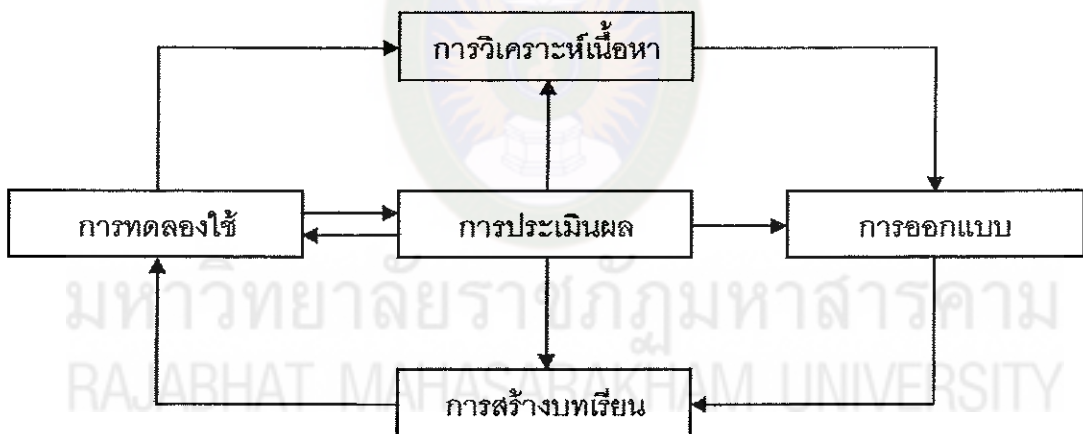 การวิเคราะห์เนื้อหา
การทดลองใช้
การประเมินผล
การออกแบบ
มหาวิทยาลัยราชภัฏมหาสารคาม
RAJABHAT MAHASARAKHAM UNIVERSITY
การสร้างบทเรียน